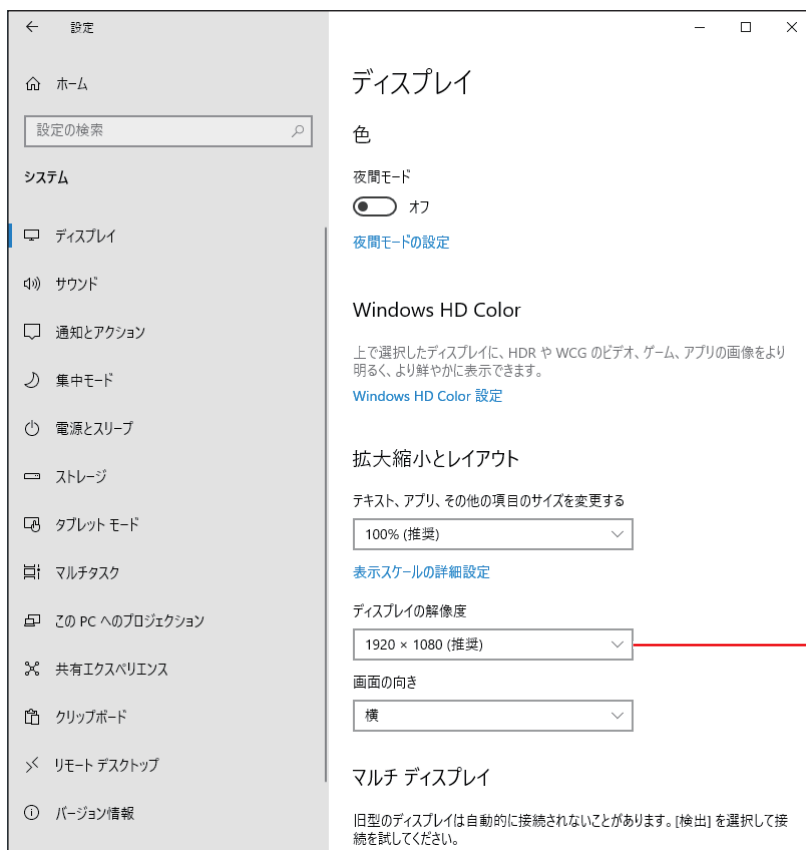 設定
ホーム
設定の検索
システム
ディスプレイ
サウンド
通知とアクション
集中モード
電源とスリープ
ストレージ
タブレット モード
マルチタスク
この PC へのプロジェクション
共有エクスペリエンス
クリップボード
リモート デスクトップ
バージョン情報
ディスプレイ
色
夜間モード
オフ
夜間モードの設定
Windows HD Color
上で選択したディスプレイに、HDR や WCG のビデオ、ゲーム、アプリの画像をより
明るく、より鮮やかに表示できます。
Windows HD Color 設定
拡大縮小とレイアウト
テキスト、アプリ、その他の項目のサイズを変更する
100% (推奨)
表示スケールの詳細設定
ディスプレイの解像度
1920 × 1080 (推奨)
画面の向き
横
マルチ ディスプレイ
旧型のディスプレイは自動的に接続されないことがあります。[検出] を選択して接
続を試してください。